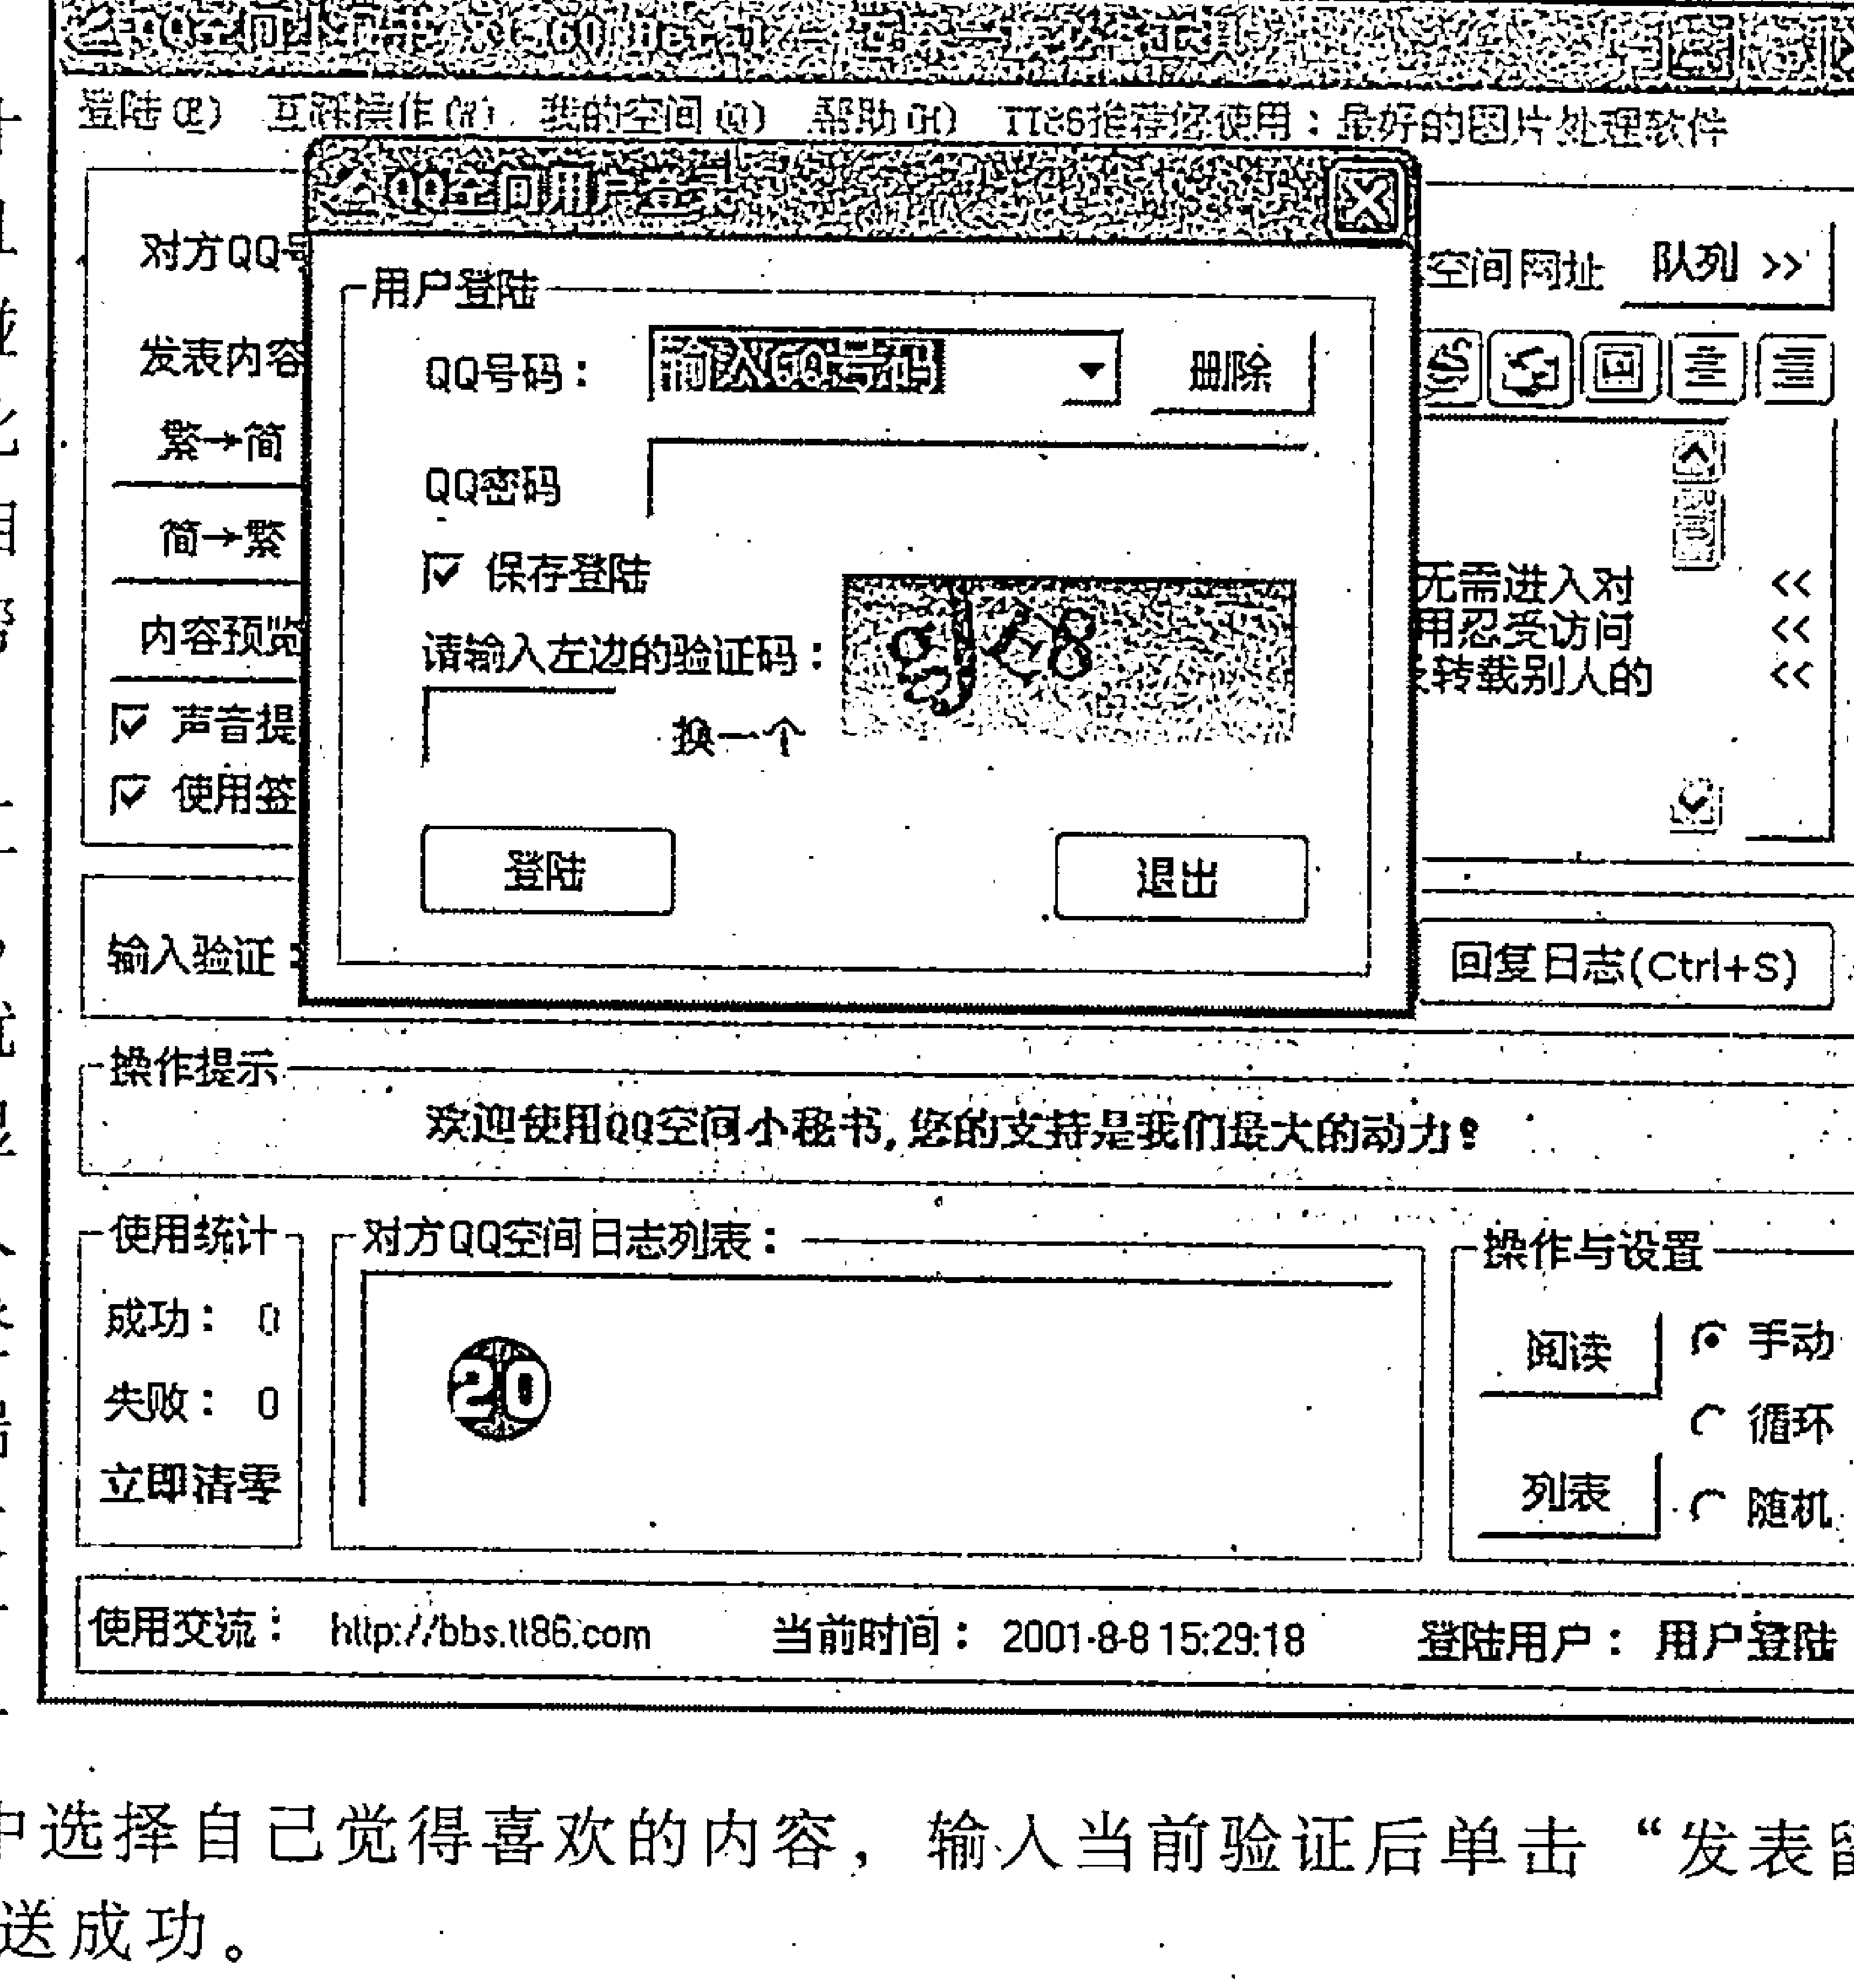 登陆 互踩操作 我的空间(Q) 帮助(H) TT86推荐您使用：最好的图片处理软件
QQ空间用户登录
对方QQ号
空间网址 队列 >>
用户登陆
QQ号码： 输入QQ号码 删除
发表内容
繁→简
QQ密码
简→繁
保存登陆
无需进入对 <<
内容预览
请输入左边的验证码：
用忍受访问 <<
转载别人的 <<
声音提
换一个
使用签
登陆 退出
输入验证：
回复日志(Ctrl+S)
操作提示
欢迎使用QQ空间小秘书,您的支持是我们最大的动力!
使用统计 对方QQ空间日志列表： 操作与设置
成功： 0
阅读 手动
20
失败： 0
循环
立即清零
列表 随机
使用交流： http://bbs.tt86.com 当前时间： 2001-8-8 15:29:18 登陆用户： 用户登陆
中选择自己觉得喜欢的内容，输入当前验证后单击“发表留
送成功。